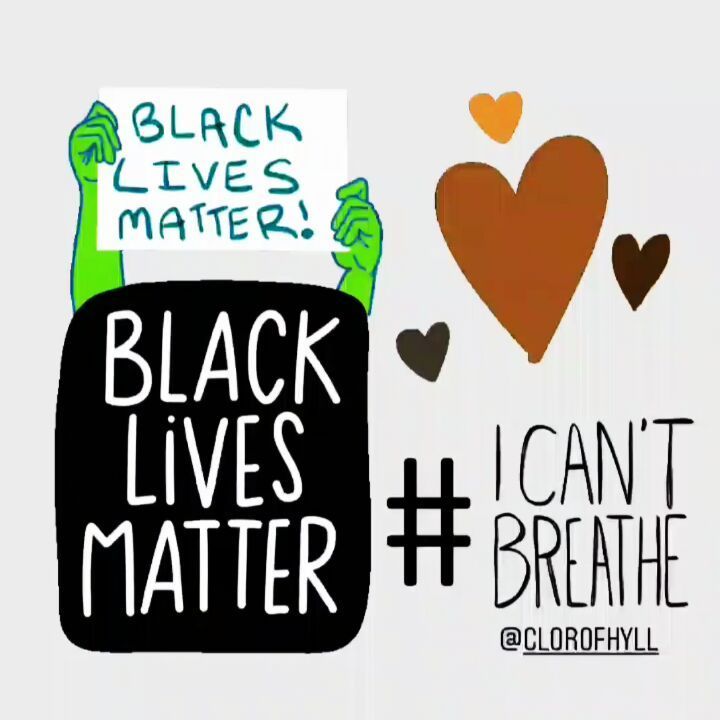 BLACK
LIVES
MATTER!
BLACK
LiVES
MATTER
# I CAN'T
BREATHE
@CLOROFHYLL